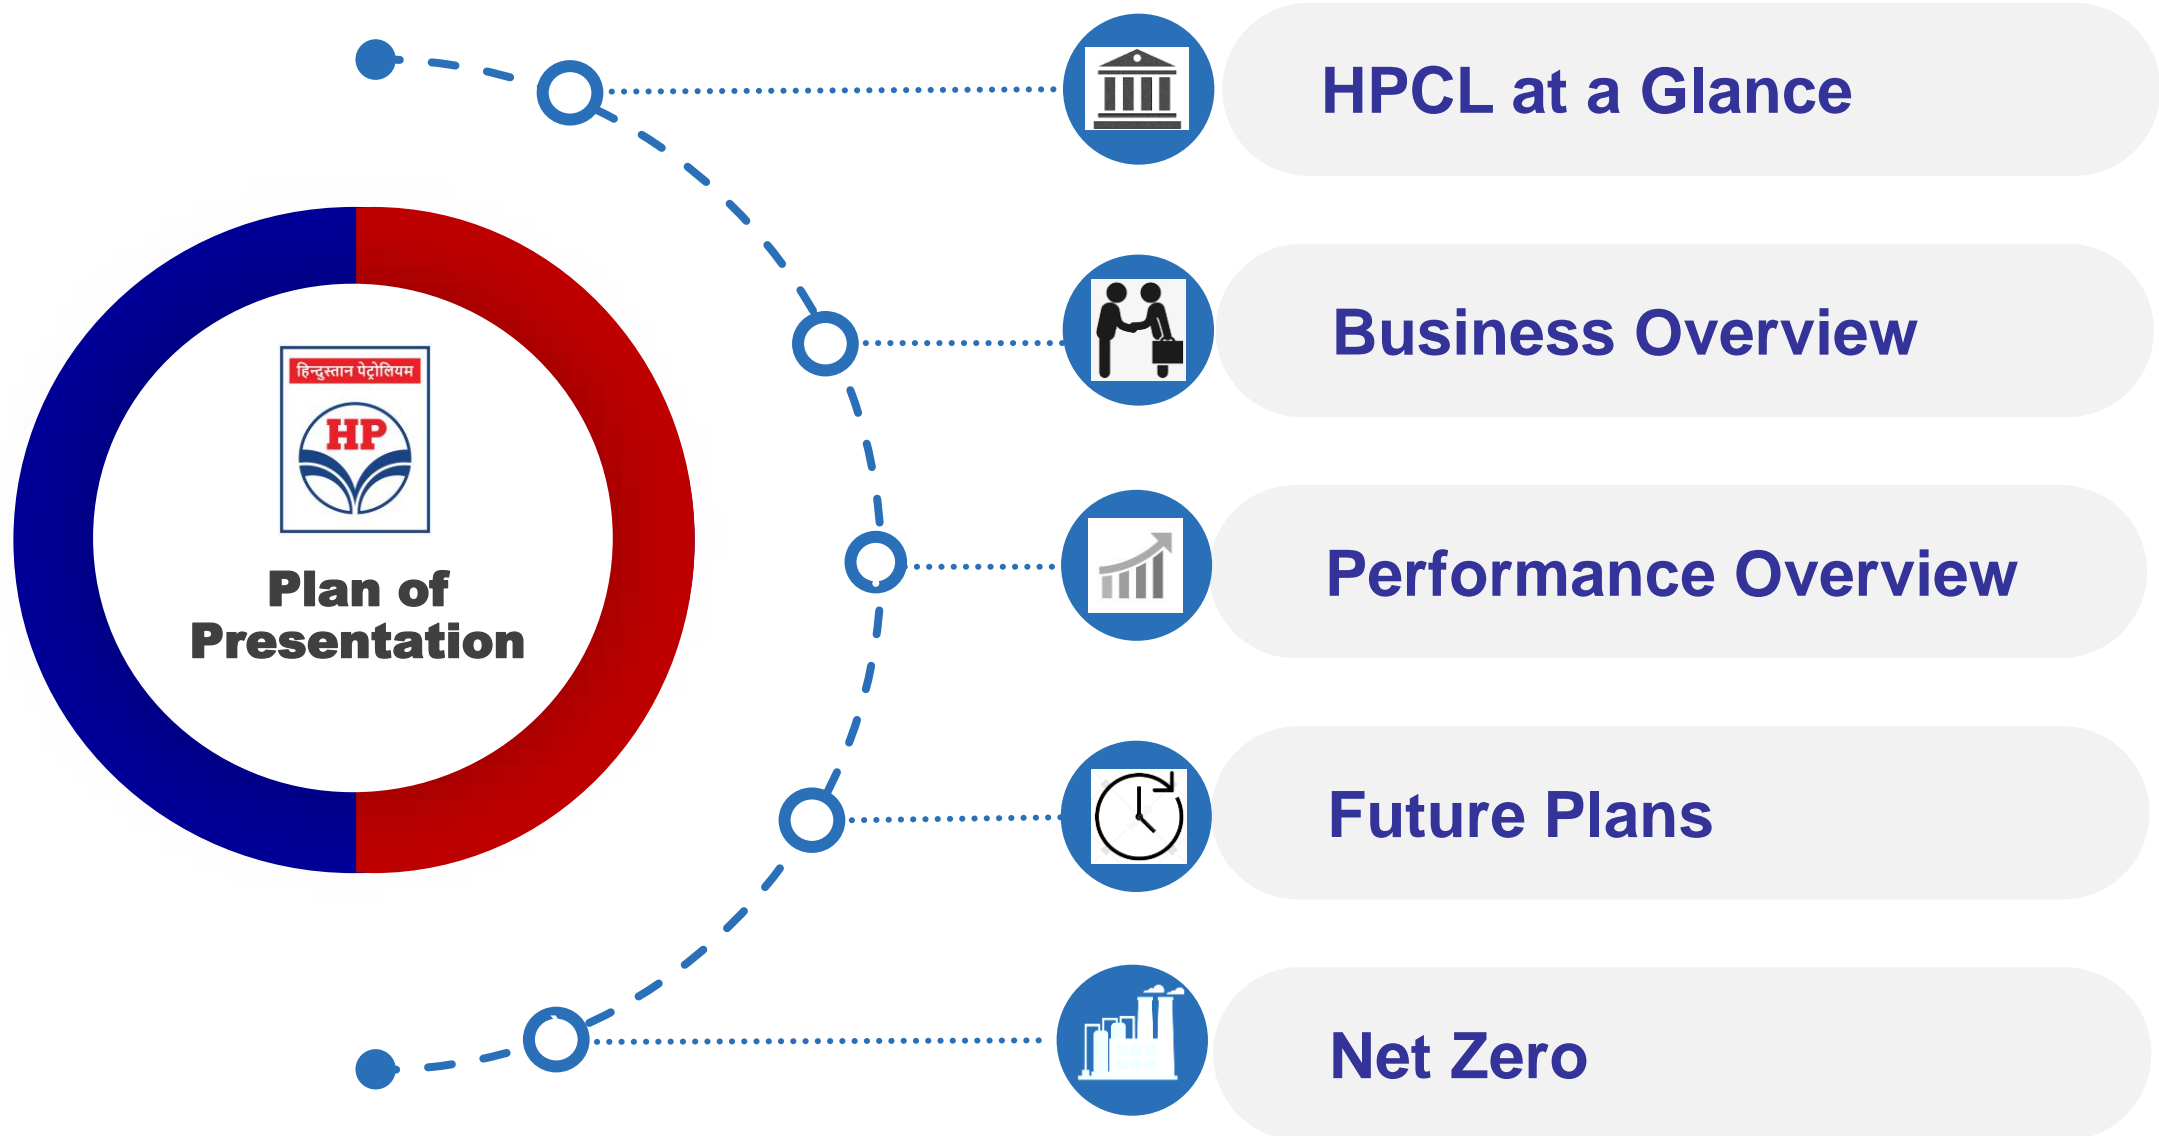 हिन्दुस्तान पेट्रोलियम
HP
Plan of
Presentation
HPCL at a Glance
Business Overview
Performance Overview
Future Plans
Net Zero